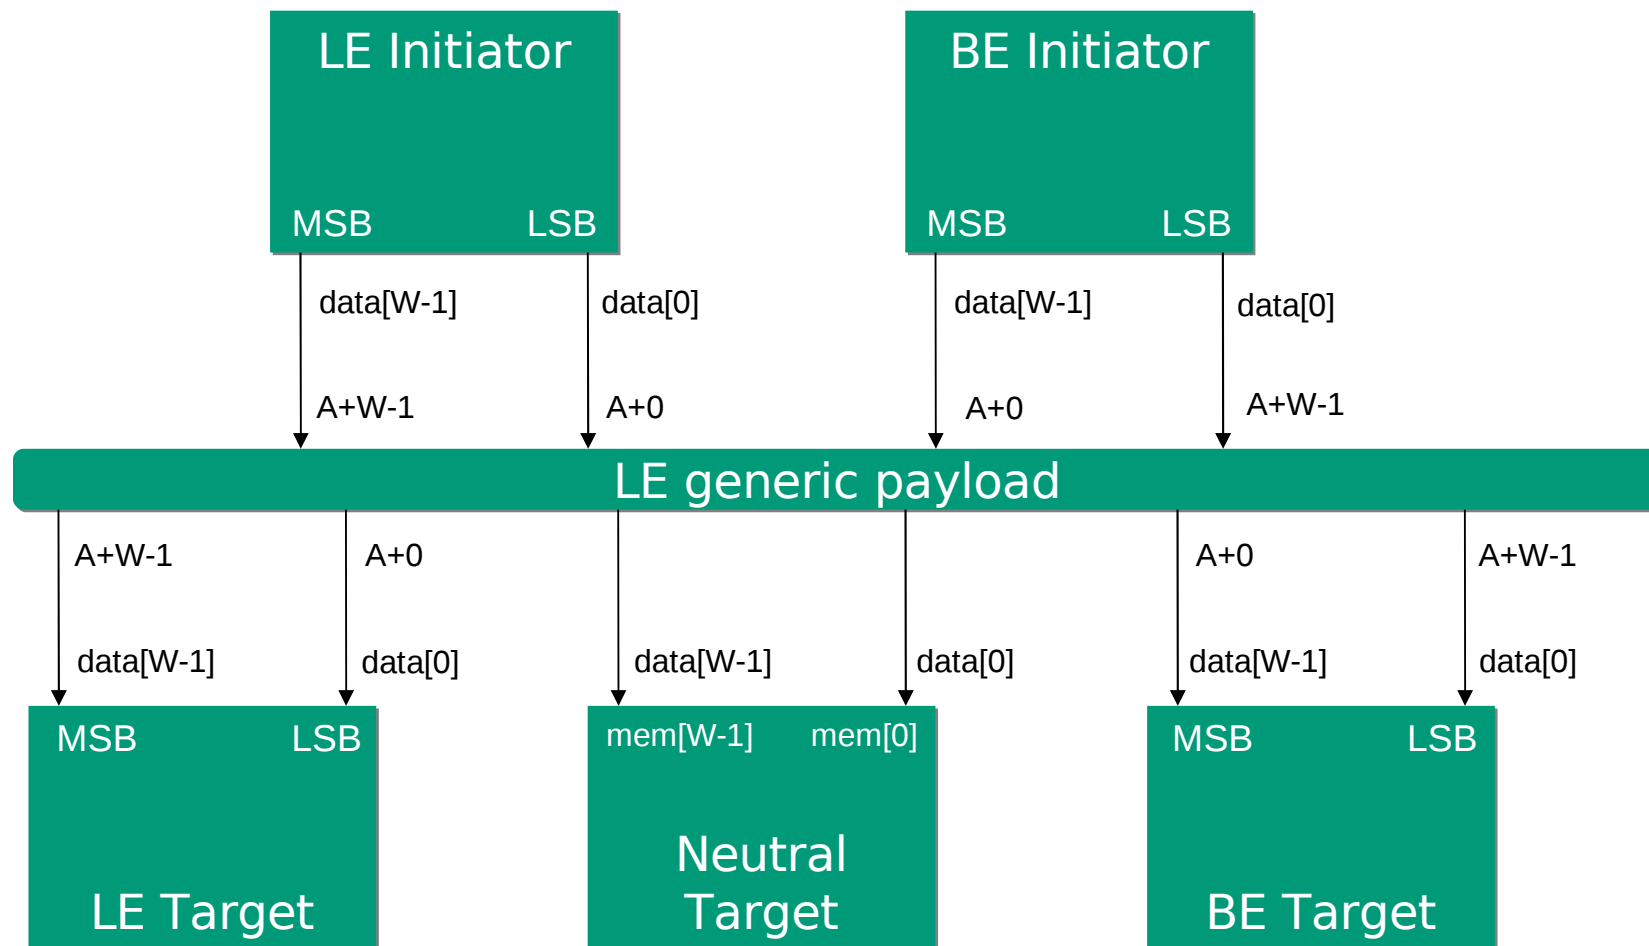 LE Initiator
BE Initiator
MSB LSB
MSB LSB
data[W-1] data[0]
data[W-1] data[0]
A+W-1 A+0
A+0 A+W-1
LE generic payload
A+W-1 A+0
A+0 A+W-1
data[W-1] data[0]
data[W-1] data[0]
data[W-1] data[0]
MSB LSB
mem[W-1] mem[0]
MSB LSB
LE Target
Neutral
Target
BE Target